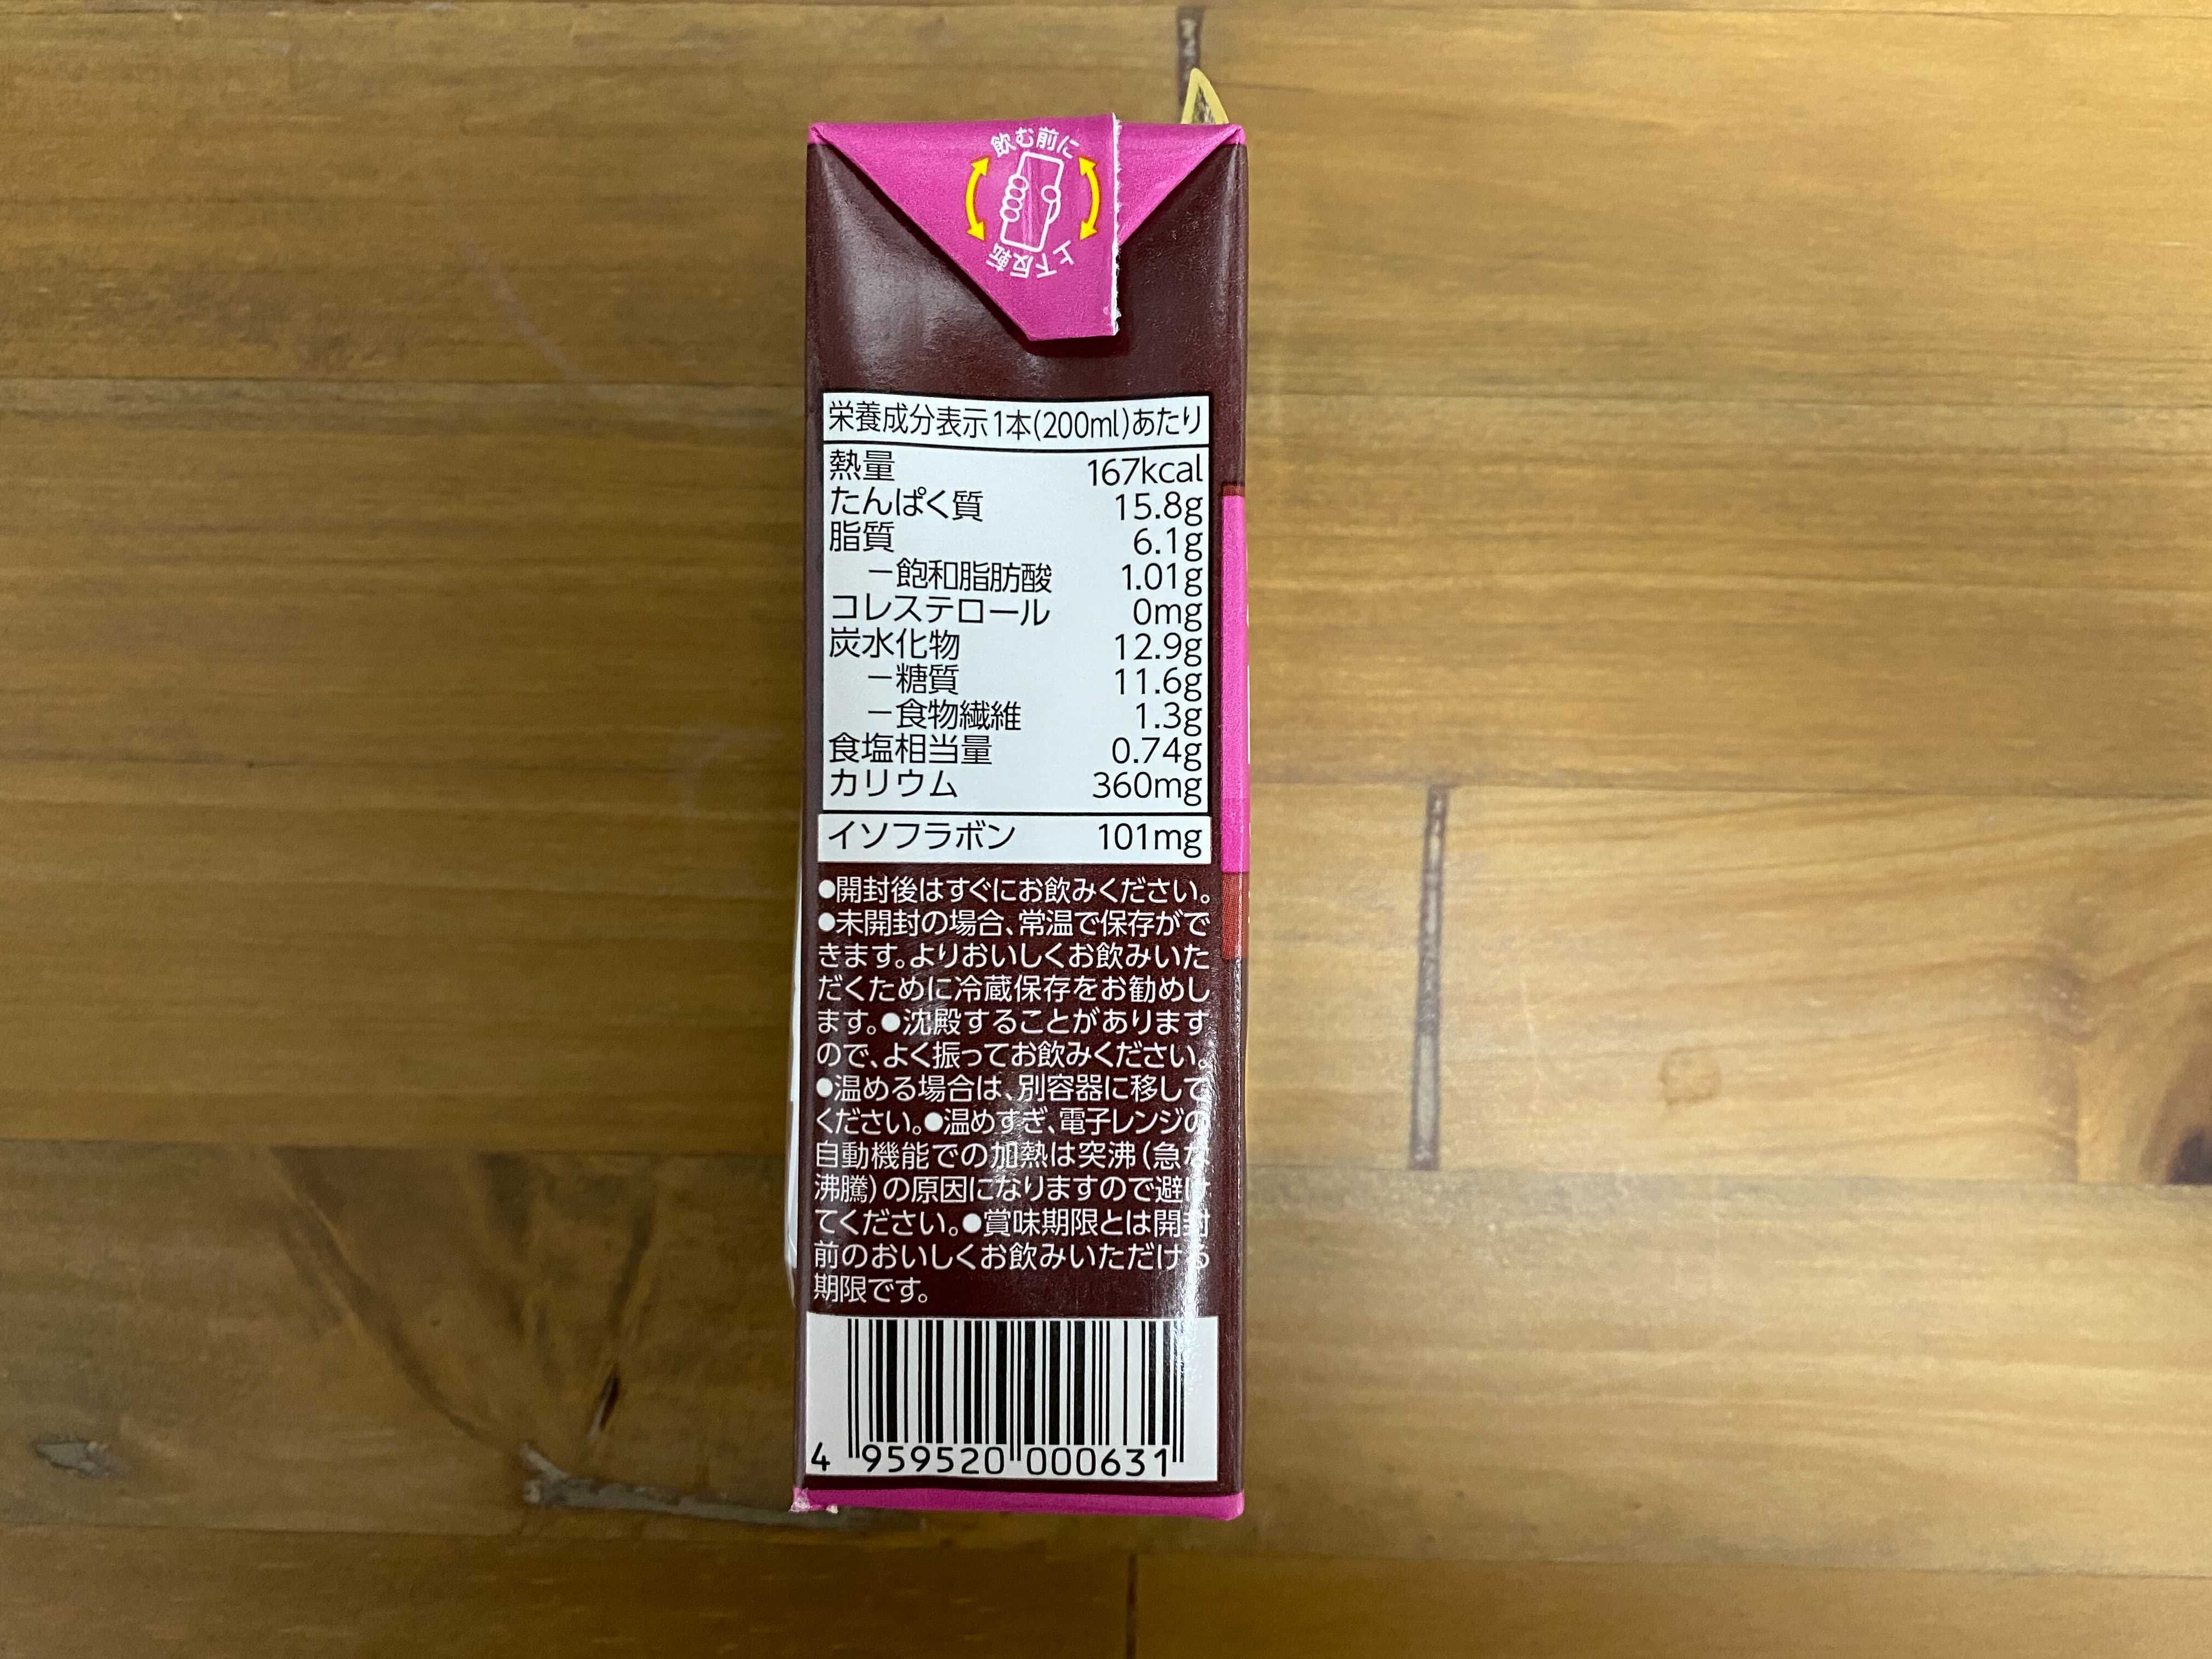 飲む前に
上下反転
栄養成分表示1本(200ml)あたり
熱量 167kcal
たんぱく質 15.8g
脂質 6.1g
－飽和脂肪酸 1.01g
コレステロール 0mg
炭水化物 12.9g
－糖質 11.6g
－食物繊維 1.3g
食塩相当量 0.74g
カリウム 360mg
イソフラボン 101mg
●開封後はすぐにお飲みください。
●未開封の場合、常温で保存がで
きます。よりおいしくお飲みいた
だくために冷蔵保存をお勧めし
ます。●沈殿することがあります
ので、よく振ってお飲みください。
●温める場合は、別容器に移して
ください。●温めすぎ、電子レンジの
自動機能での加熱は突沸(急な
沸騰)の原因になりますので避け
てください。●賞味期限とは開封
前のおいしくお飲みいただける
期限です。
4 959520 000631